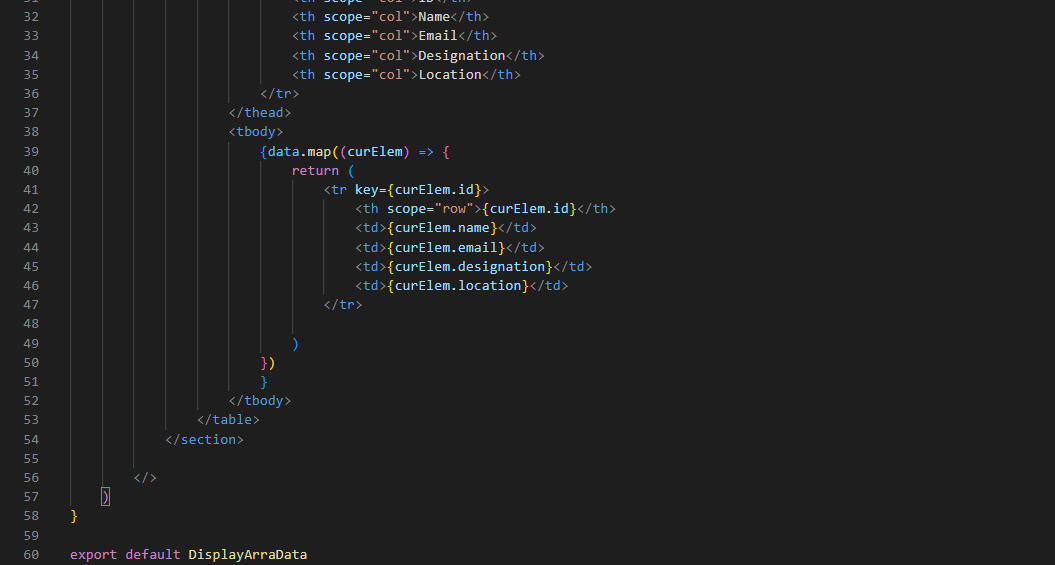 32 <th scope="col">Name</th>
33 <th scope="col">Email</th>
34 <th scope="col">Designation</th>
35 <th scope="col">Location</th>
36 </tr>
37 </thead>
38 <tbody>
39 {data.map((curElem) => {
40 return (
41 <tr key={curElem.id}>
42 <th scope="row">{curElem.id}</th>
43 <td>{curElem.name}</td>
44 <td>{curElem.email}</td>
45 <td>{curElem.designation}</td>
46 <td>{curElem.location}</td>
47 </tr>
48
49 )
50 })
51 }
52 </tbody>
53 </table>
54 </section>
55
56 </>
57 )
58 }
59
60 export default DisplayArraData